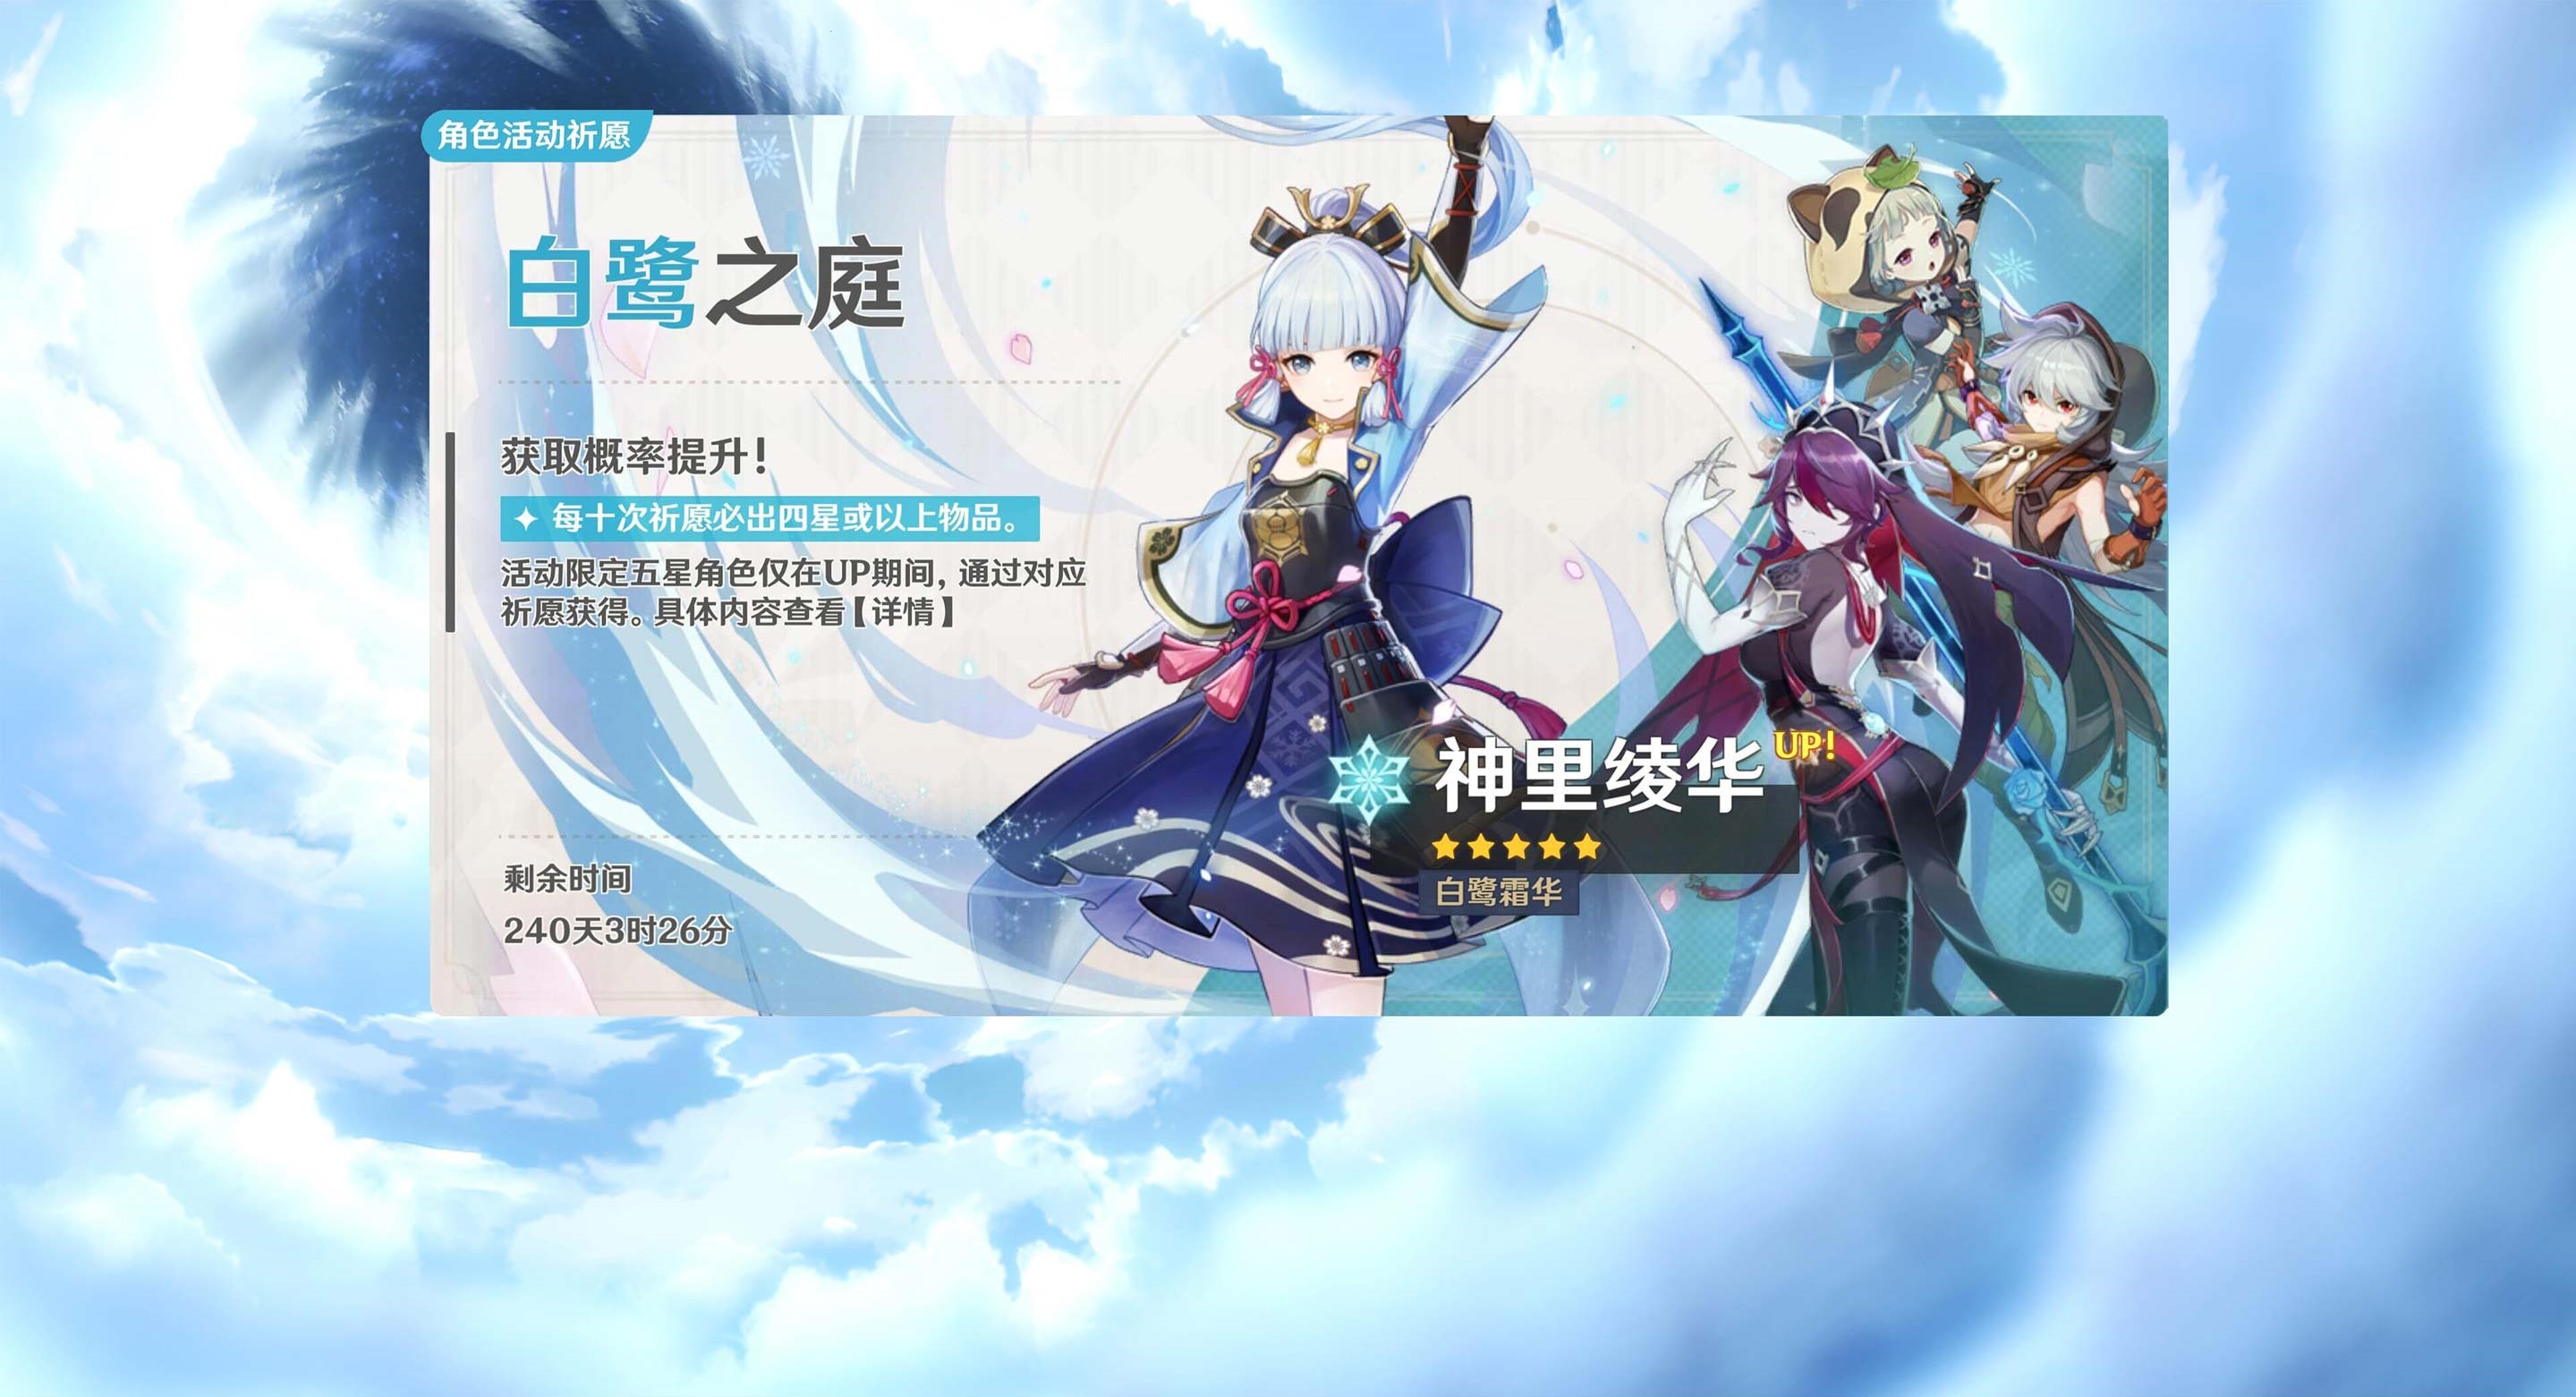 角色活动祈愿
白鹭之庭
获取概率提升!
每十次祈愿必出四星或以上物品。
活动限定五星角色仅在UP期间,通过对应
祈愿获得。具体内容查看【详情】
神里绫华 UP!
白鹭霜华
剩余时间
240天3时26分